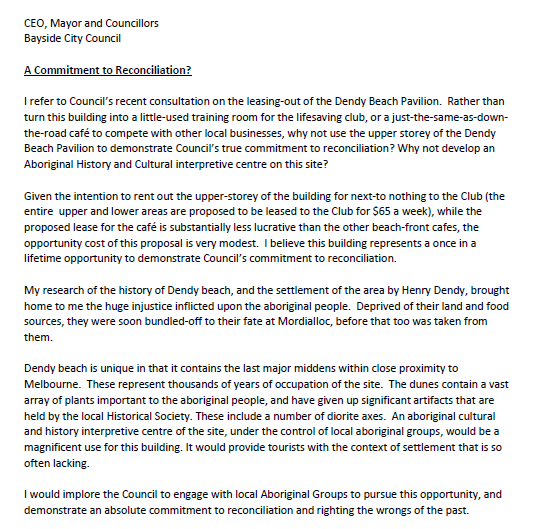 CEO, Mayor and Councillors
Bayside City Council
A Commitment to Reconciliation?
I refer to Council's recent consultation on the leasing-out of the Dendy Beach Pavilion.  Rather than
turn this building into a little-used training room for the lifesaving club, or a just-the-same-as-down-
the-road café to compete with other local businesses, why not use the upper storey of the Dendy
Beach Pavilion to demonstrate Council's true commitment to reconciliation? Why not develop an
Aboriginal History and Cultural interpretive centre on this site?
Given the intention to rent out the upper-storey of the building for next-to nothing to the Club (the
entire  upper and lower areas are proposed to be leased to the Club for $65 a week), while the
proposed lease for the café is substantially less lucrative than the other beach-front cafes, the
opportunity cost of this proposal is very modest.  I believe this building represents a once in a
lifetime opportunity to demonstrate Council's commitment to reconciliation.
My research of the history of Dendy beach, and the settlement of the area by Henry Dendy, brought
home to me the huge injustice inflicted upon the aboriginal people.  Deprived of their land and food
sources, they were soon bundled-off to their fate at Mordialloc, before that too was taken from
them.
Dendy beach is unique in that it contains the last major middens within close proximity to
Melbourne.  These represent thousands of years of occupation of the site.  The dunes contain a vast
array of plants important to the aboriginal people, and have given up significant artifacts that are
held by the local Historical Society. These include a number of diorite axes.  An aboriginal cultural
and history interpretive centre of the site, under the control of local aboriginal groups, would be a
magnificent use for this building. It would provide tourists with the context of settlement that is so
often lacking.
I would implore the Council to engage with local Aboriginal Groups to pursue this opportunity, and
demonstrate an absolute commitment to reconciliation and righting the wrongs of the past.